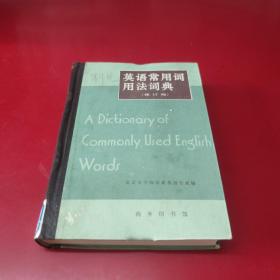 英语常用词
用法词典
(修订版)
A Dictionary of
Commonly Used English
Words
商务印书馆